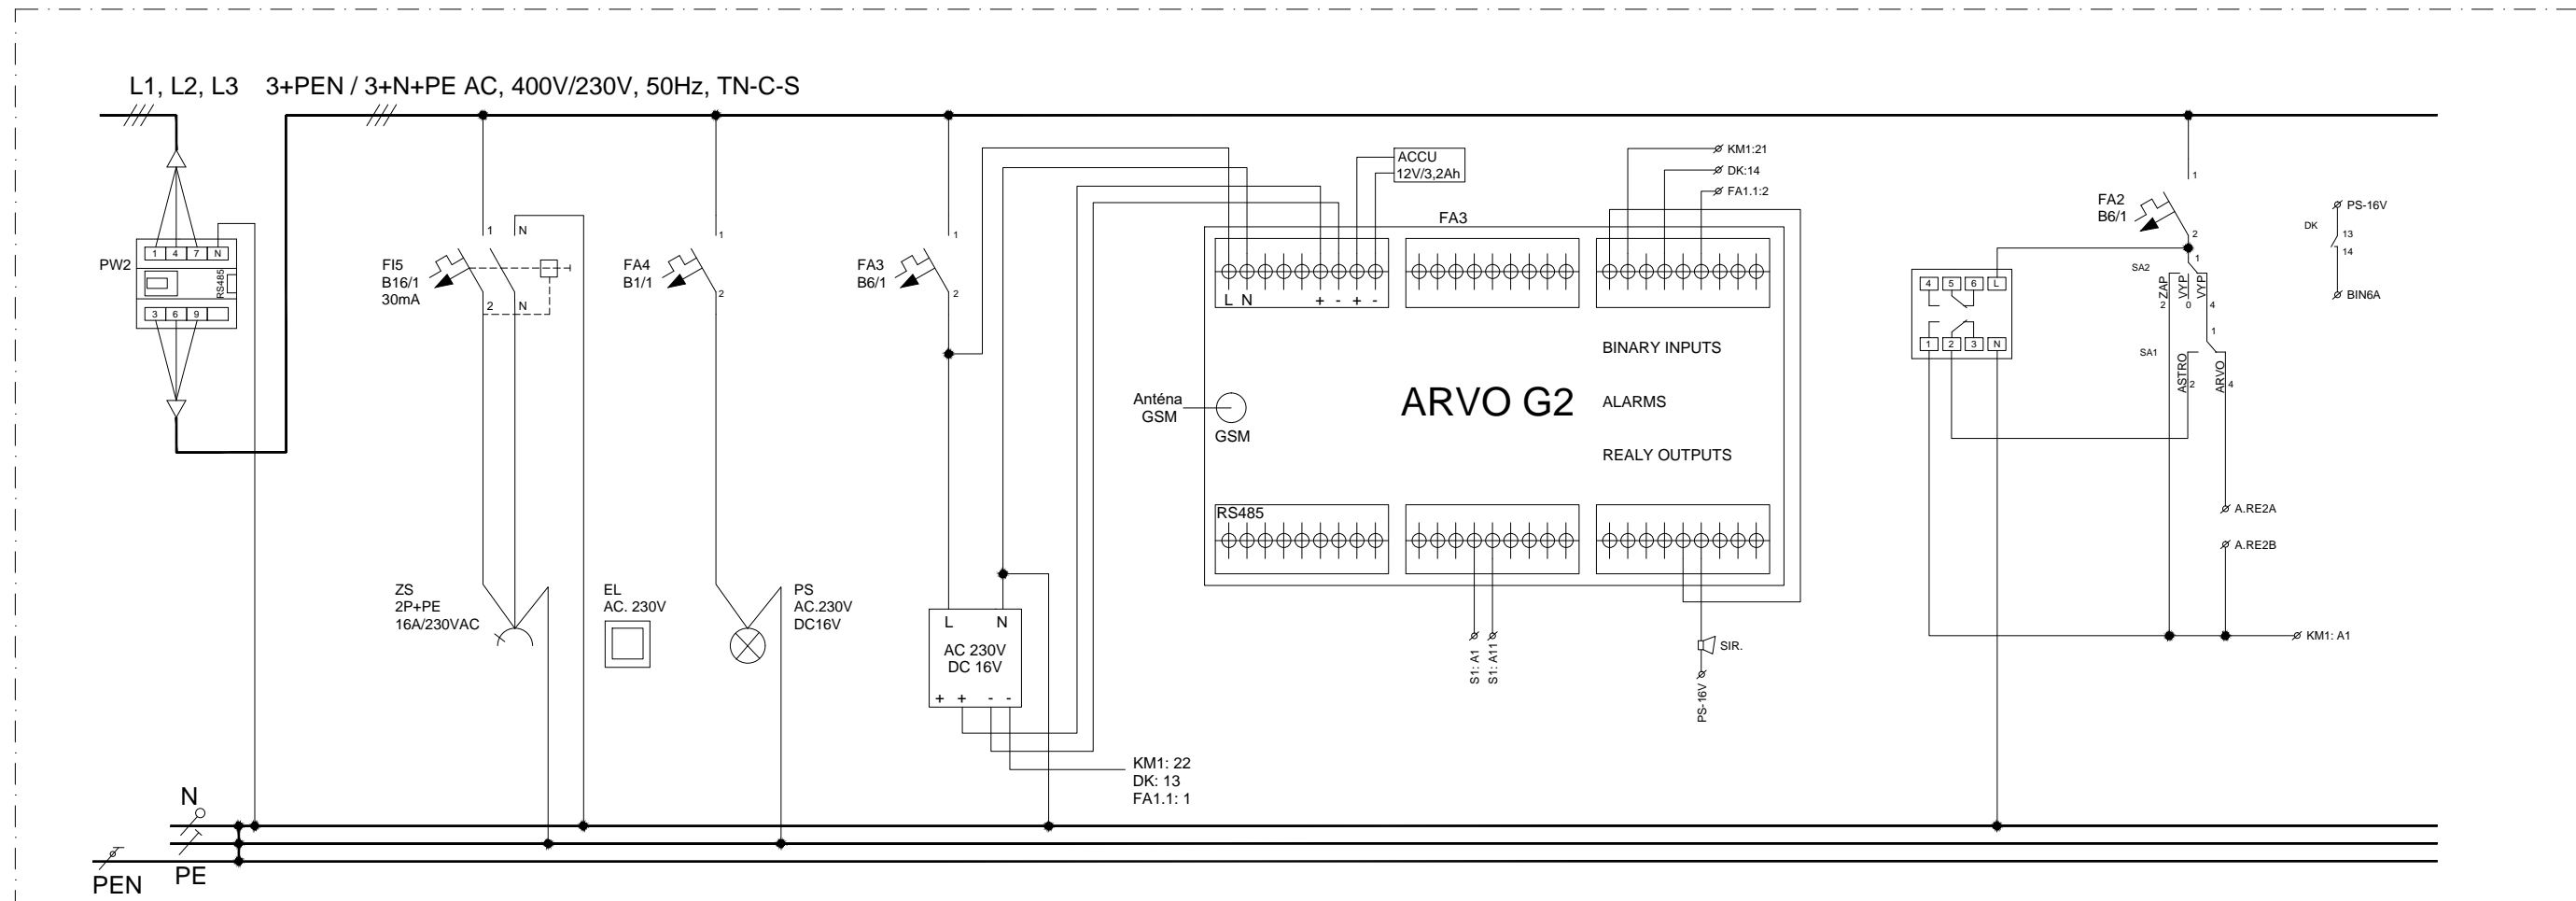 L1, L2, L3 3+PEN / 3+N+PE AC, 400V/230V, 50Hz, TN-C-S
PW2
1 4 7 N
RS485
3 6 9
FI5
B16/1
30mA
1 N
2 N
FA4
B1/1
1
2
FA3
B6/1
1
2
ZS
2P+PE
16A/230VAC
EL
AC. 230V
PS
AC.230V
DC16V
L N
AC 230V
DC 16V
+ + - -
KM1: 22
DK: 13
FA1.1: 1
ACCU
12V/3,2Ah
KM1:21
DK:14
FA1.1:2
FA3
L N + - + -
BINARY INPUTS
Anténa
GSM
GSM
ARVO G2
ALARMS
REALY OUTPUTS
RS485
S1: A1
S1: A11
SIR.
PS-16V
FA2
B6/1
1
2
4 5 6 L
1 2 3 N
SA2
1
ZAP
VYP
VYP
2 0 4
1
SA1
ASTRO
2
ARVO
4
A.RE2A
A.RE2B
KM1: A1
PS-16V
DK
13
14
BIN6A
N
PE
PEN